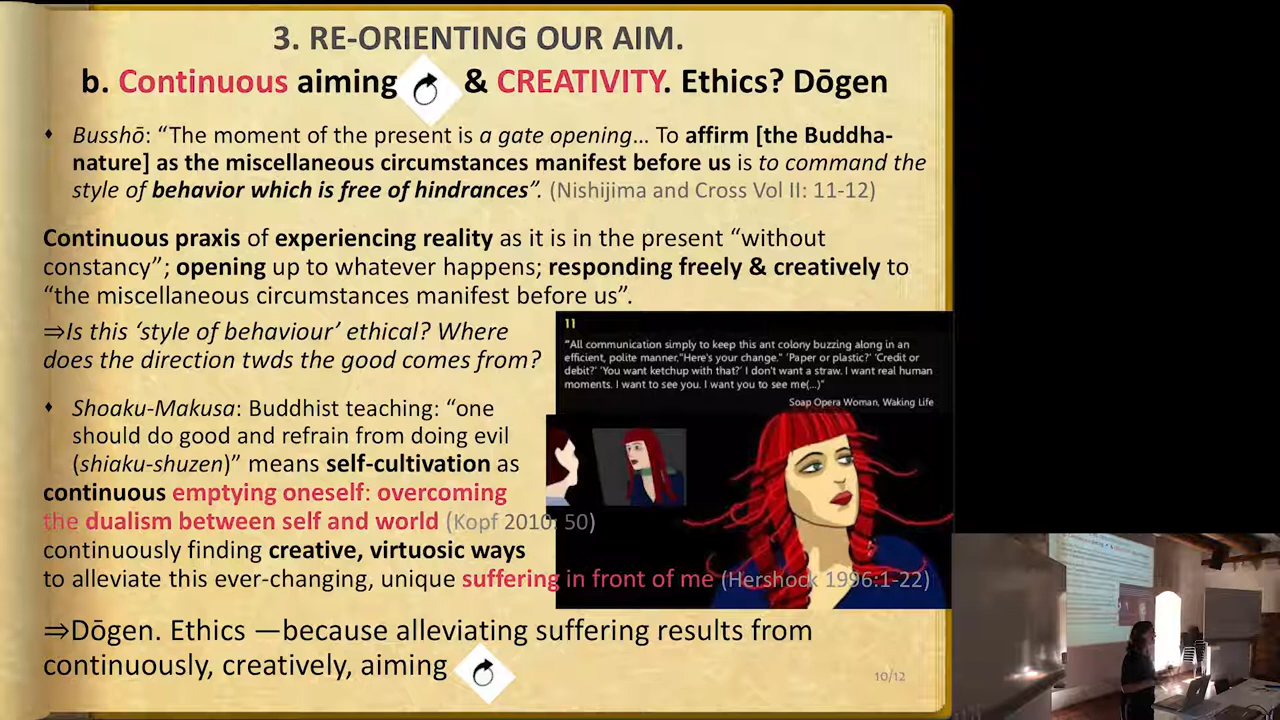 3. RE-ORIENTING OUR AIM.
b. Continuous aiming & CREATIVITY. Ethics? Dōgen
Busshō: “The moment of the present is a gate opening… To affirm [the Buddha-
nature] as the miscellaneous circumstances manifest before us is to command the
style of behavior which is free of hindrances”. (Nishijima and Cross Vol II: 11-12)
Continuous praxis of experiencing reality as it is in the present “without
constancy”; opening up to whatever happens; responding freely & creatively to
“the miscellaneous circumstances manifest before us”.
⇒Is this ‘style of behaviour’ ethical? Where
does the direction twds the good comes from?
11
“All communication simply to keep this ant colony buzzing along in an
efficient, polite manner.”Here's your change.” ‘Paper or plastic?’ ‘Credit or
debit?’ ‘You want ketchup with that?’ I don't want a straw. I want real human
moments. I want to see you. I want you to see me(...)”
Soap Opera Woman, Waking Life
Shoaku-Makusa: Buddhist teaching: “one
should do good and refrain from doing evil
(shiaku-shuzen)” means self-cultivation as
continuous emptying oneself: overcoming
the dualism between self and world (Kopf 2010: 50)
continuously finding creative, virtuosic ways
to alleviate this ever-changing, unique suffering in front of me (Hershock 1996:1-22)
⇒Dōgen. Ethics —because alleviating suffering results from
continuously, creatively, aiming
10/12